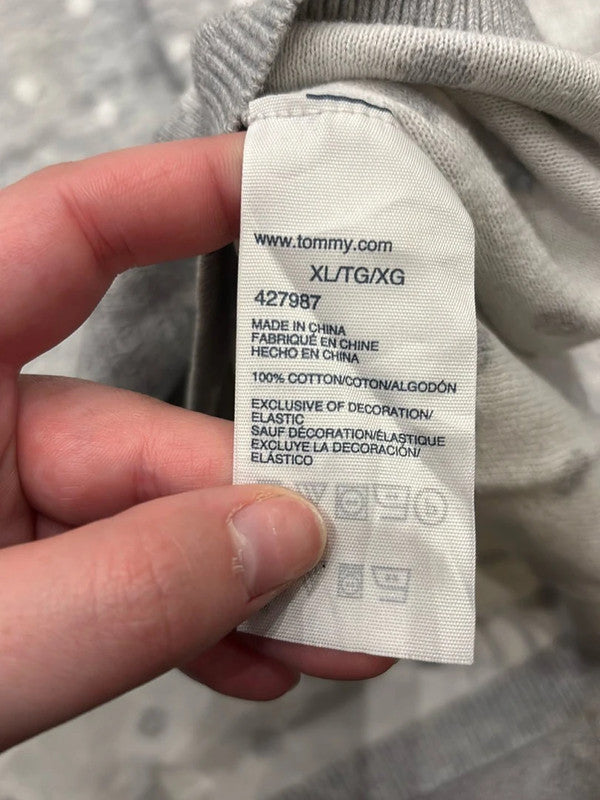 www.tommy.com
XL/TG/XG
427987
MADE IN CHINA
FABRIQUÉ EN CHINE
HECHO EN CHINA
100% COTTON/COTON/ALGODÓN
EXCLUSIVE OF DECORATION/
ELASTIC
SAUF DÉCORATION/ÉLASTIQUE
EXCLUYE LA DECORACIÓN/
ELÁSTICO